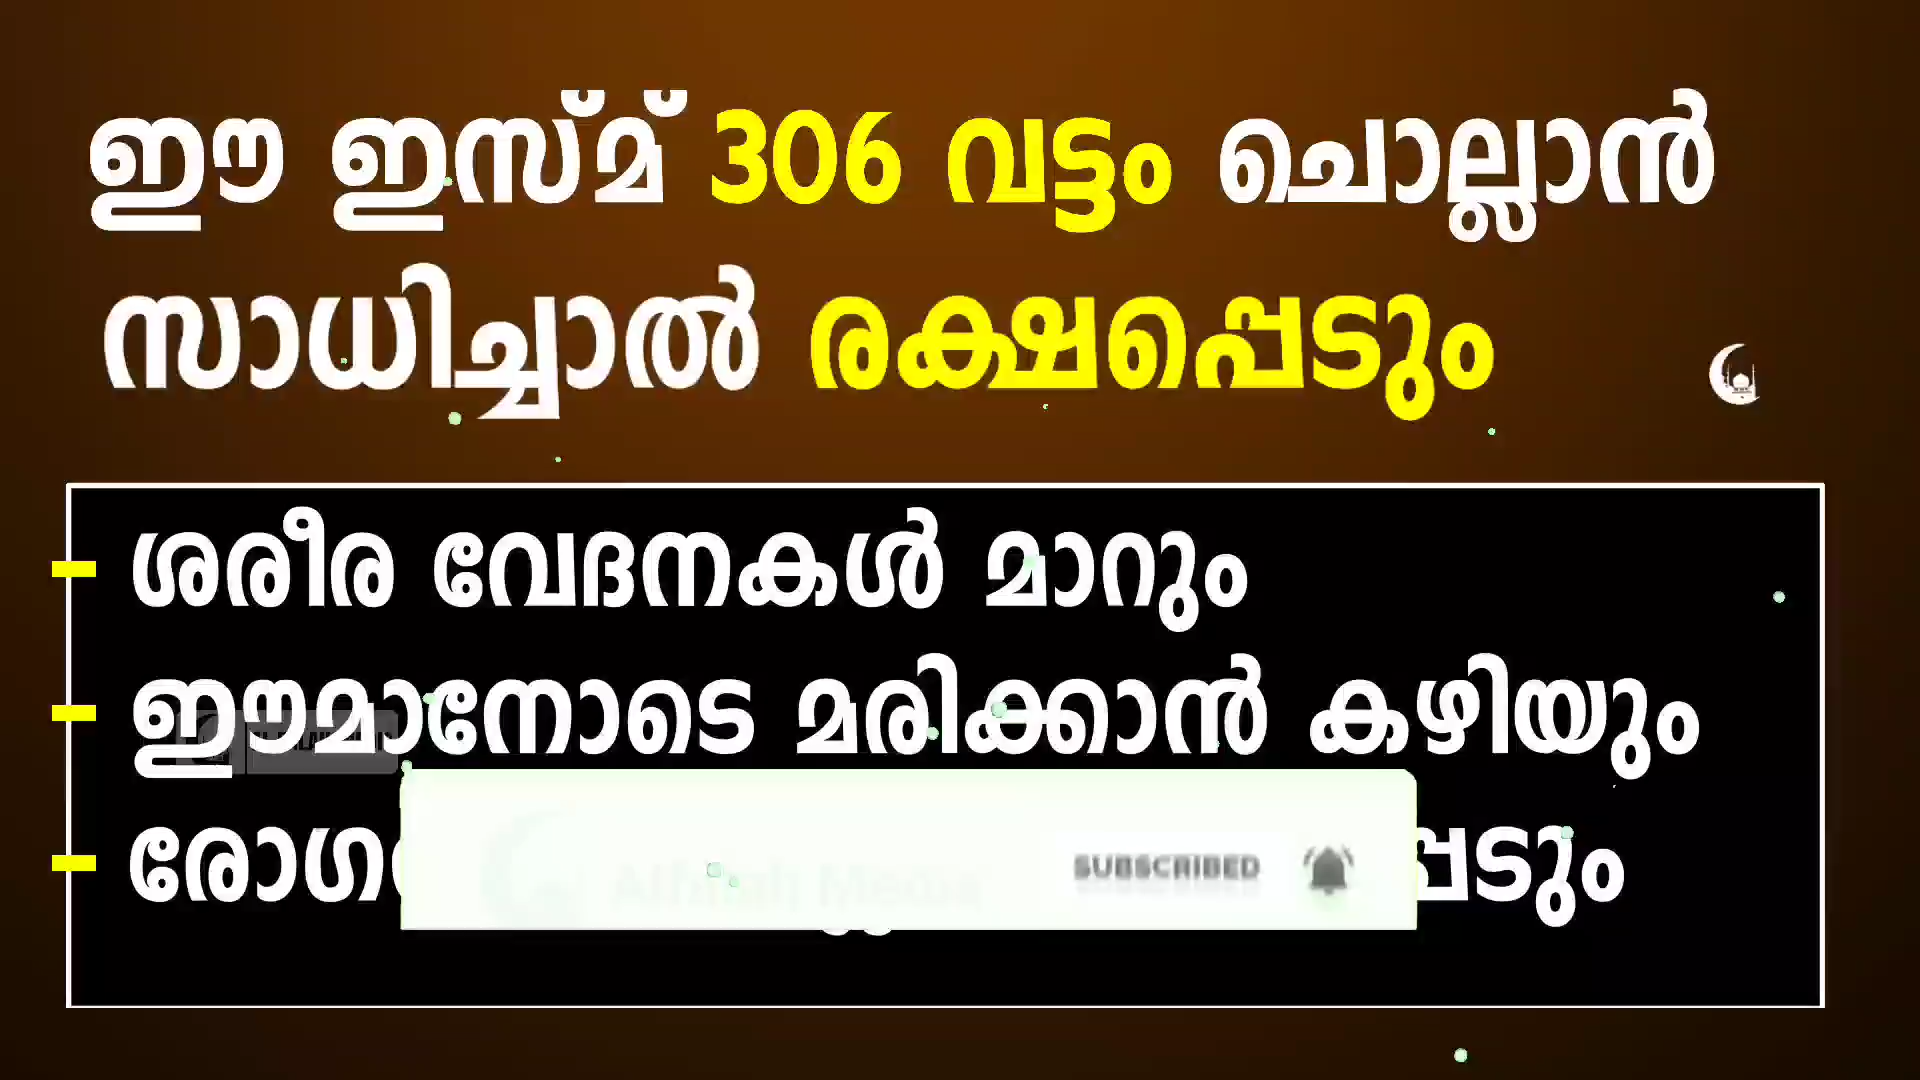 ഈ ഇസ്മ് 306 വട്ടം ചൊല്ലാൻ
സാധിച്ചാൽ രക്ഷപ്പെടും
ശരീര വേദനകൾ മാറും
ഈമാനോടെ മരിക്കാൻ കഴിയും
SUBSCRIBED